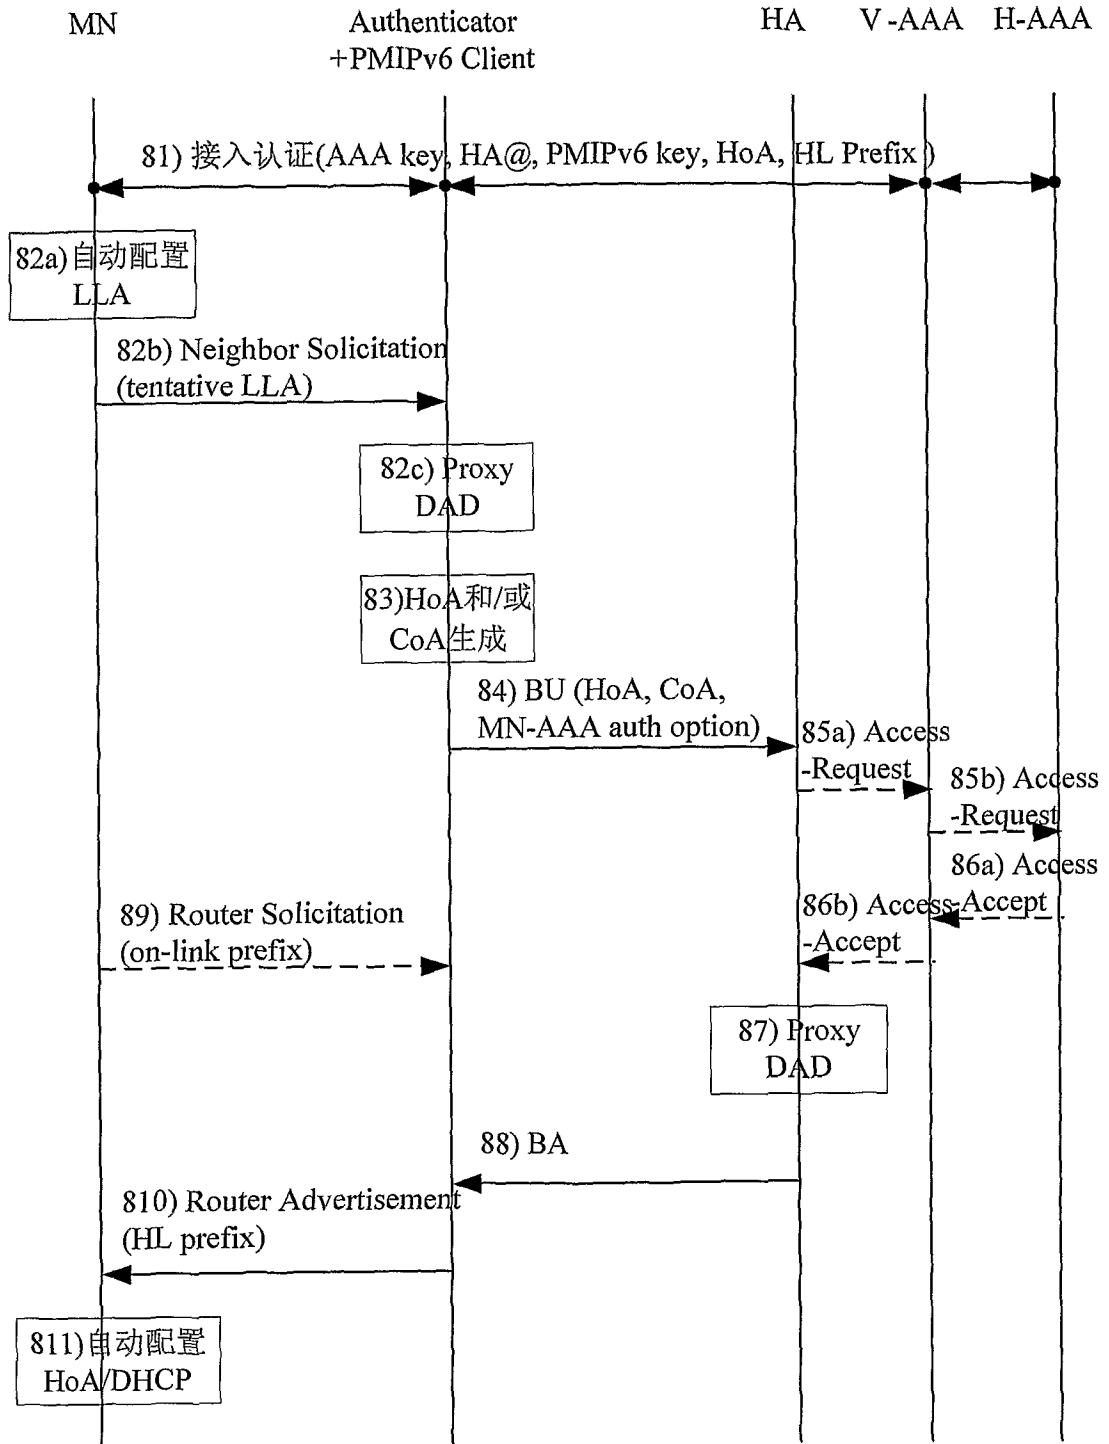 MN
Authenticator
+PMIPv6 Client
HA
V -AAA
H-AAA
81) 接入认证(AAA key, HA@, PMIPv6 key, HoA, HL Prefix )
82a)自动配置
LLA
82b) Neighbor Solicitation
(tentative LLA)
82c) Proxy
DAD
83)HoA和/或
CoA生成
84) BU (HoA, CoA,
MN-AAA auth option)
85a) Access
-Request
85b) Access
-Request
86a) Access
-Accept
86b) Access
-Accept
89) Router Solicitation
(on-link prefix)
87) Proxy
DAD
88) BA
810) Router Advertisement
(HL prefix)
811)自动配置
HoA/DHCP